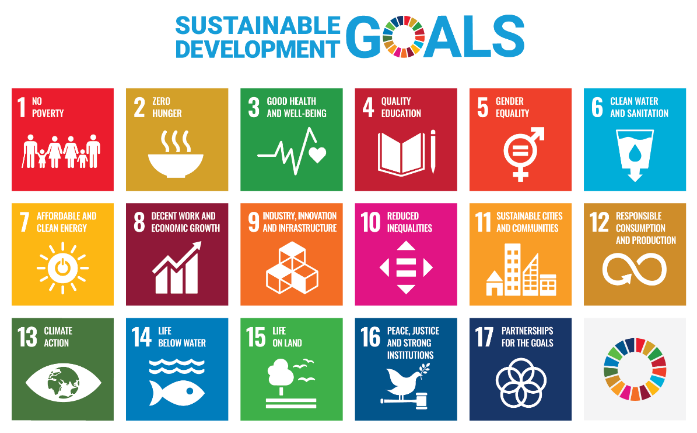 SUSTAINABLE
DEVELOPMENT
GOALS
1 NO
POVERTY
2 ZERO
HUNGER
3 GOOD HEALTH
AND WELL-BEING
4 QUALITY
EDUCATION
5 GENDER
EQUALITY
6 CLEAN WATER
AND SANITATION
7 AFFORDABLE AND
CLEAN ENERGY
8 DECENT WORK AND
ECONOMIC GROWTH
9 INDUSTRY, INNOVATION
AND INFRASTRUCTURE
10 REDUCED
INEQUALITIES
11 SUSTAINABLE CITIES
AND COMMUNITIES
12 RESPONSIBLE
CONSUMPTION
AND PRODUCTION
13 CLIMATE
ACTION
14 LIFE
BELOW WATER
15 LIFE
ON LAND
16 PEACE, JUSTICE
AND STRONG
INSTITUTIONS
17 PARTNERSHIPS
FOR THE GOALS